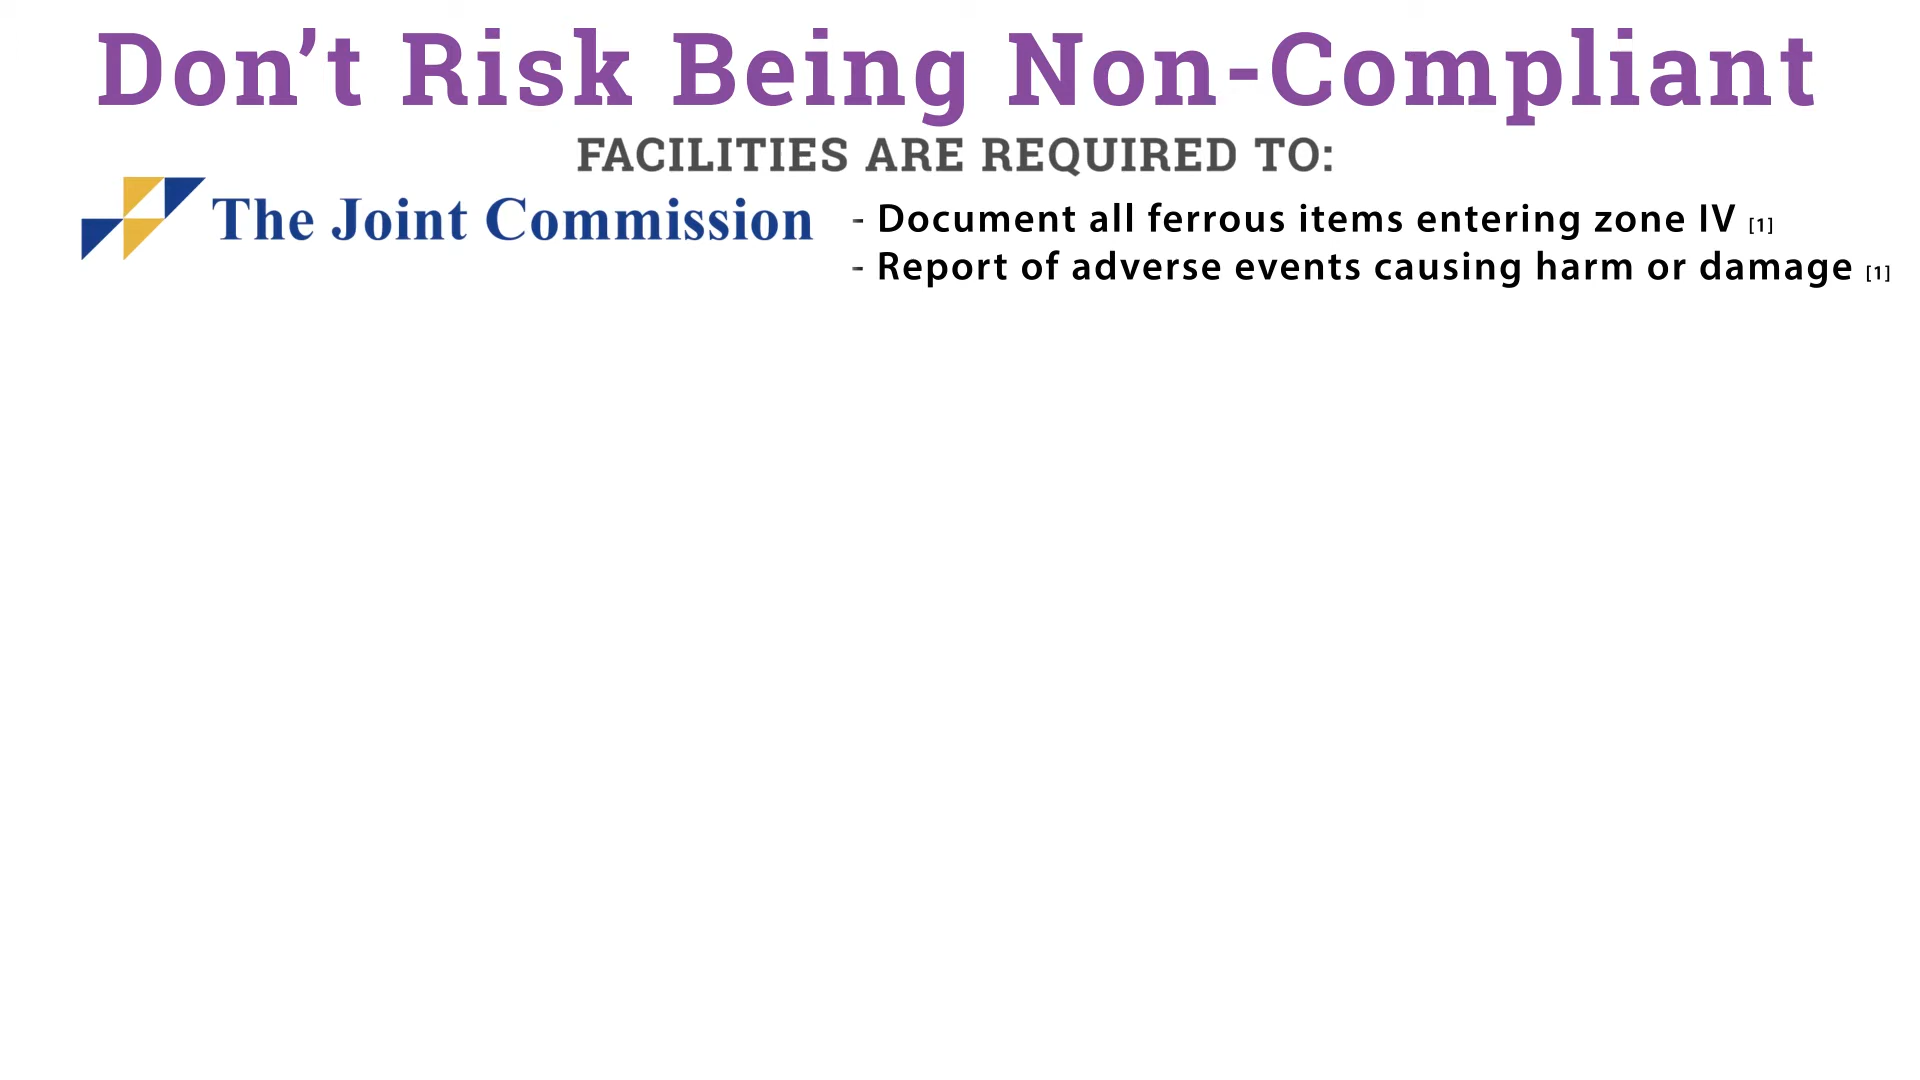 Don’t Risk Being Non-Compliant
FACILITIES ARE REQUIRED TO:
The Joint Commission
- Document all ferrous items entering zone IV [1]
- Report of adverse events causing harm or damage [1]